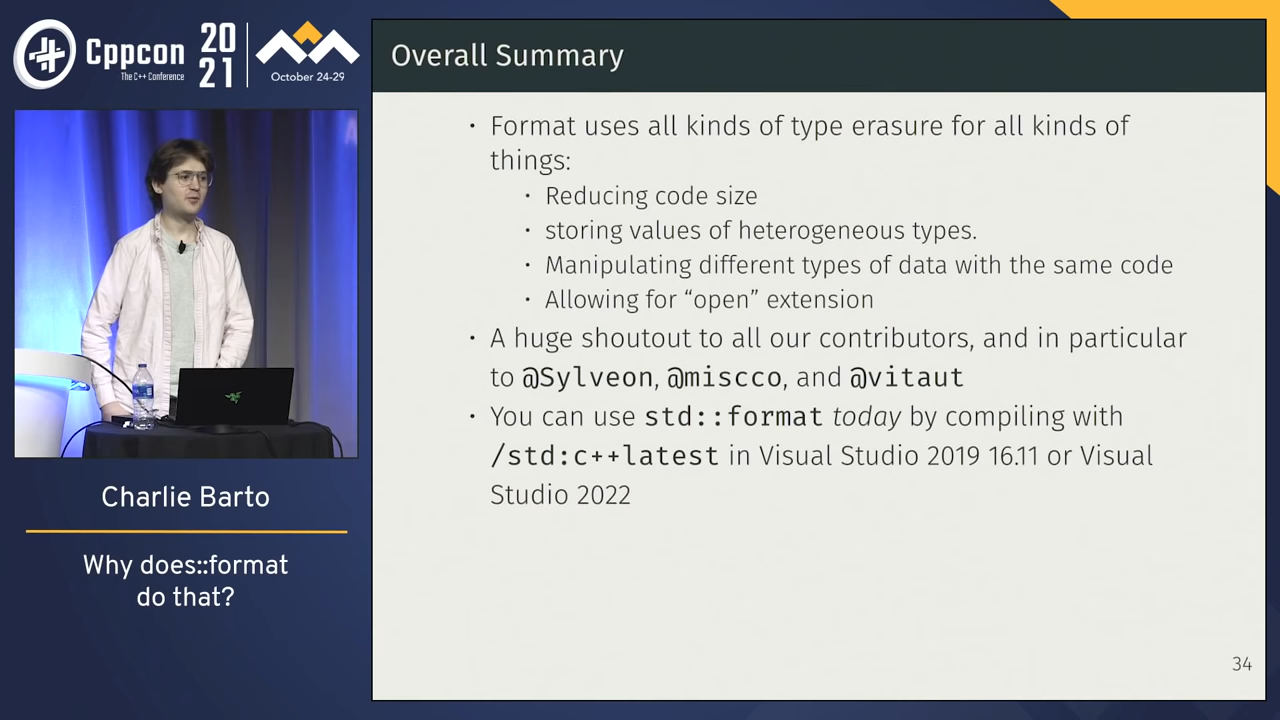 Cppcon
The C++ Conference
20
21
October 24-29
Charlie Barto
Why does::format
do that?
Overall Summary
• Format uses all kinds of type erasure for all kinds of
things:
• Reducing code size
• storing values of heterogeneous types.
• Manipulating different types of data with the same code
• Allowing for “open” extension
• A huge shoutout to all our contributors, and in particular
to @Sylveon, @miscco, and @vitaut
• You can use std::format today by compiling with
/std:c++latest in Visual Studio 2019 16.11 or Visual
Studio 2022
34